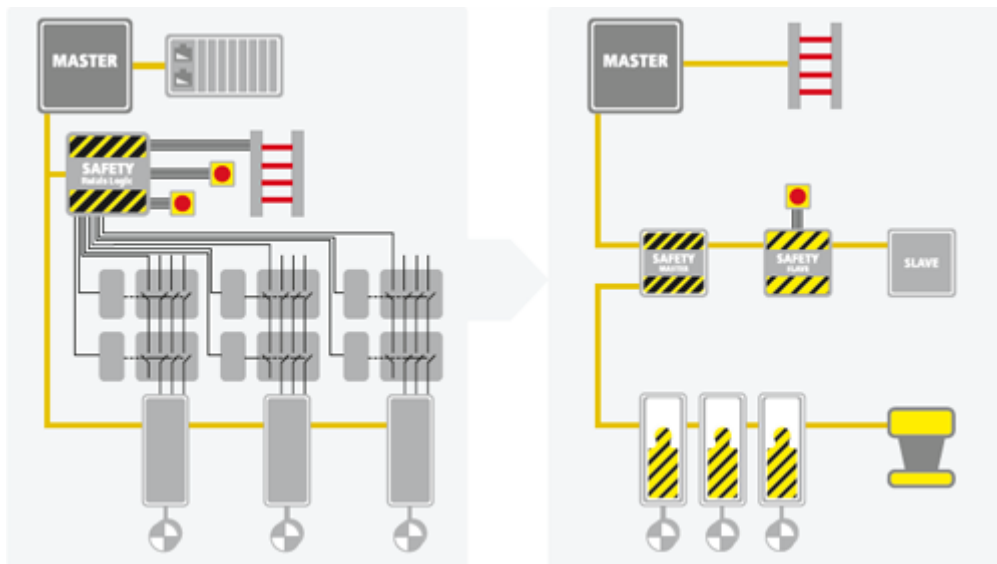 MASTER
SAFETY
Relais Logic
MASTER
SAFETY
MASTER
SAFETY
SLAVE
SLAVE